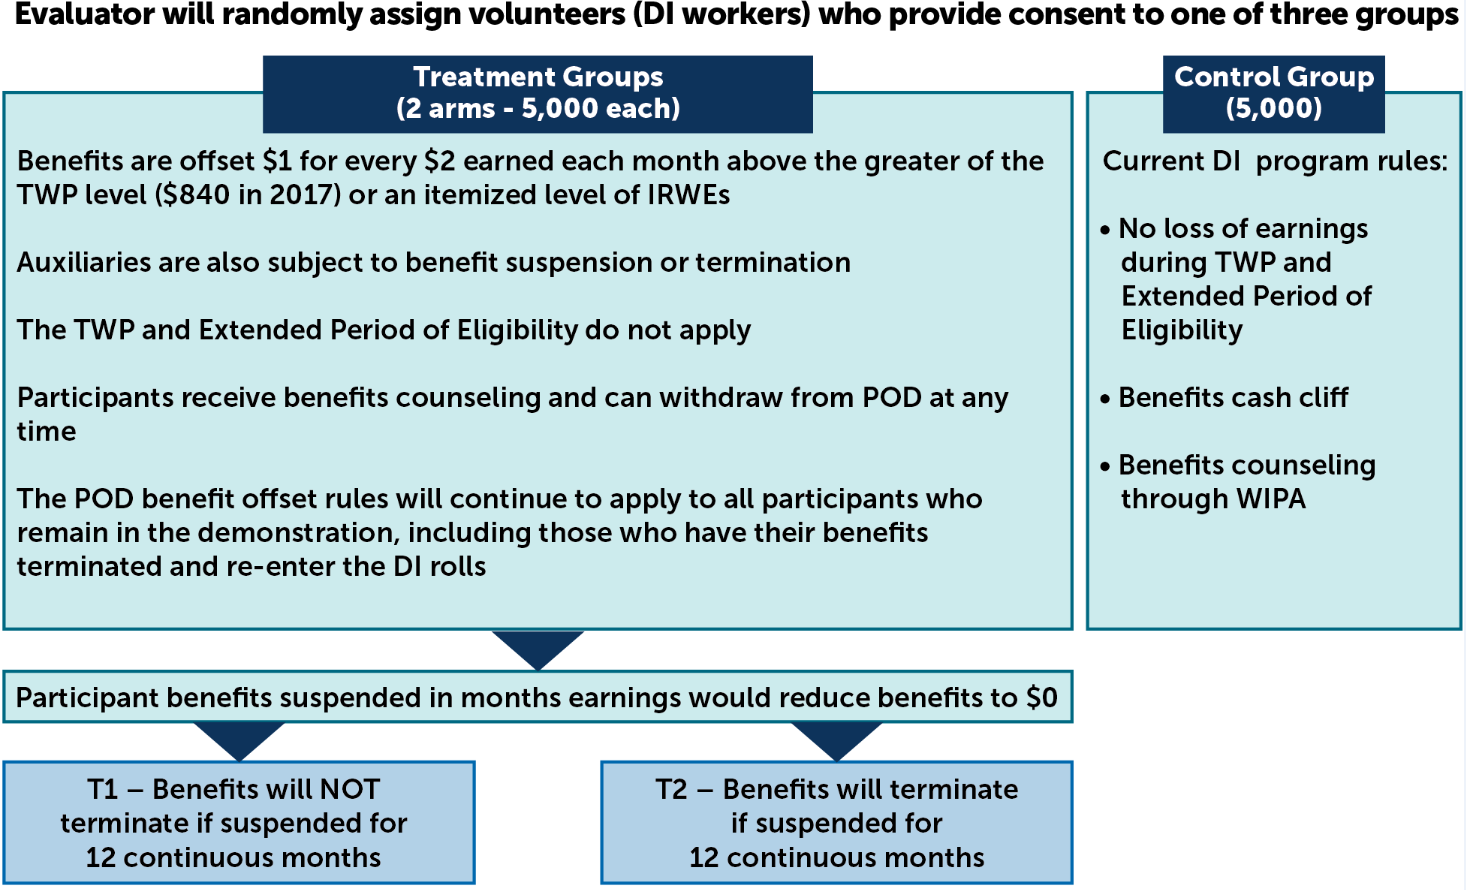 Evaluator will randomly assign volunteers (DI workers) who provide consent to one of three groups
Treatment Groups
(2 arms - 5,000 each)
Benefits are offset $1 for every $2 earned each month above the greater of the
TWP level ($840 in 2017) or an itemized level of IRWEs
Auxiliaries are also subject to benefit suspension or termination
The TWP and Extended Period of Eligibility do not apply
Participants receive benefits counseling and can withdraw from POD at any
time
The POD benefit offset rules will continue to apply to all participants who
remain in the demonstration, including those who have their benefits
terminated and re-enter the DI rolls
Control Group
(5,000)
Current DI program rules:
• No loss of earnings
during TWP and
Extended Period of
Eligibility
• Benefits cash cliff
• Benefits counseling
through WIPA
Participant benefits suspended in months earnings would reduce benefits to $0
T1 – Benefits will NOT
terminate if suspended for
12 continuous months
T2 – Benefits will terminate
if suspended for
12 continuous months